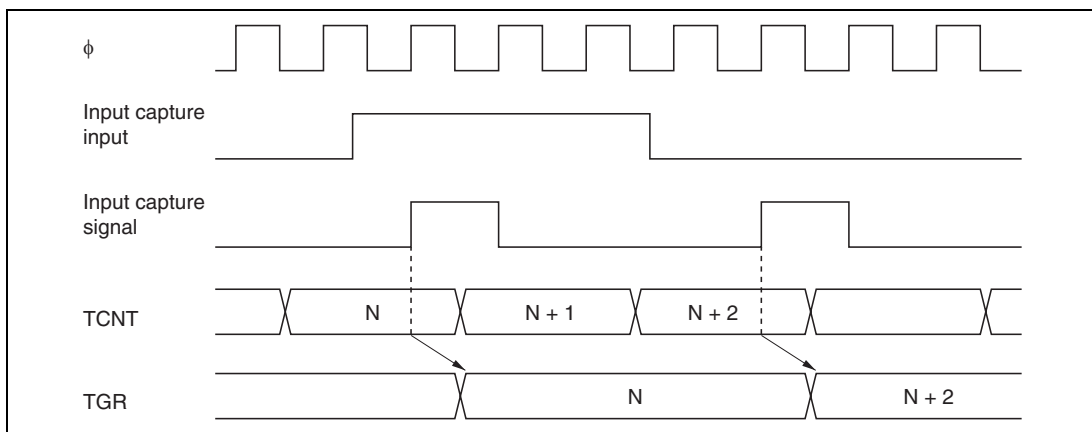 ϕ
Input capture
input
Input capture
signal
TCNT
N
N + 1
N + 2
TGR
N
N + 2